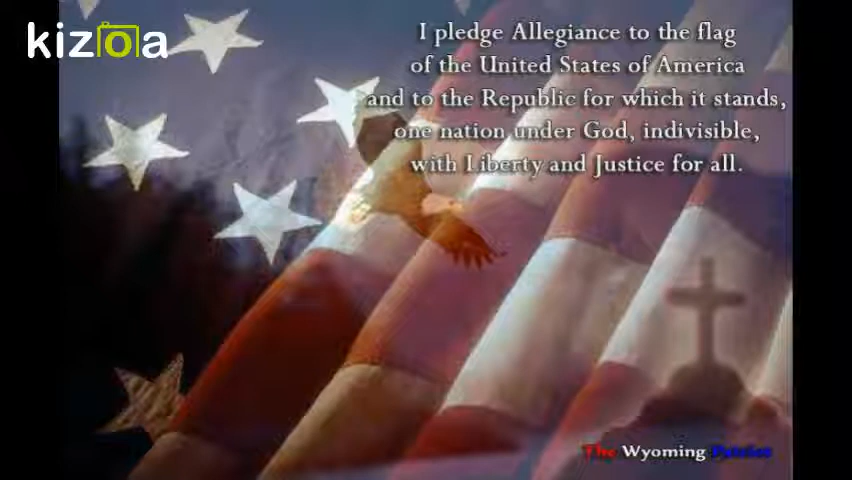 kizoa
I pledge Allegiance to the flag
of the United States of America
and to the Republic for which it stands,
one nation under God, indivisible,
with Liberty and Justice for all.
The Wyoming Patriot